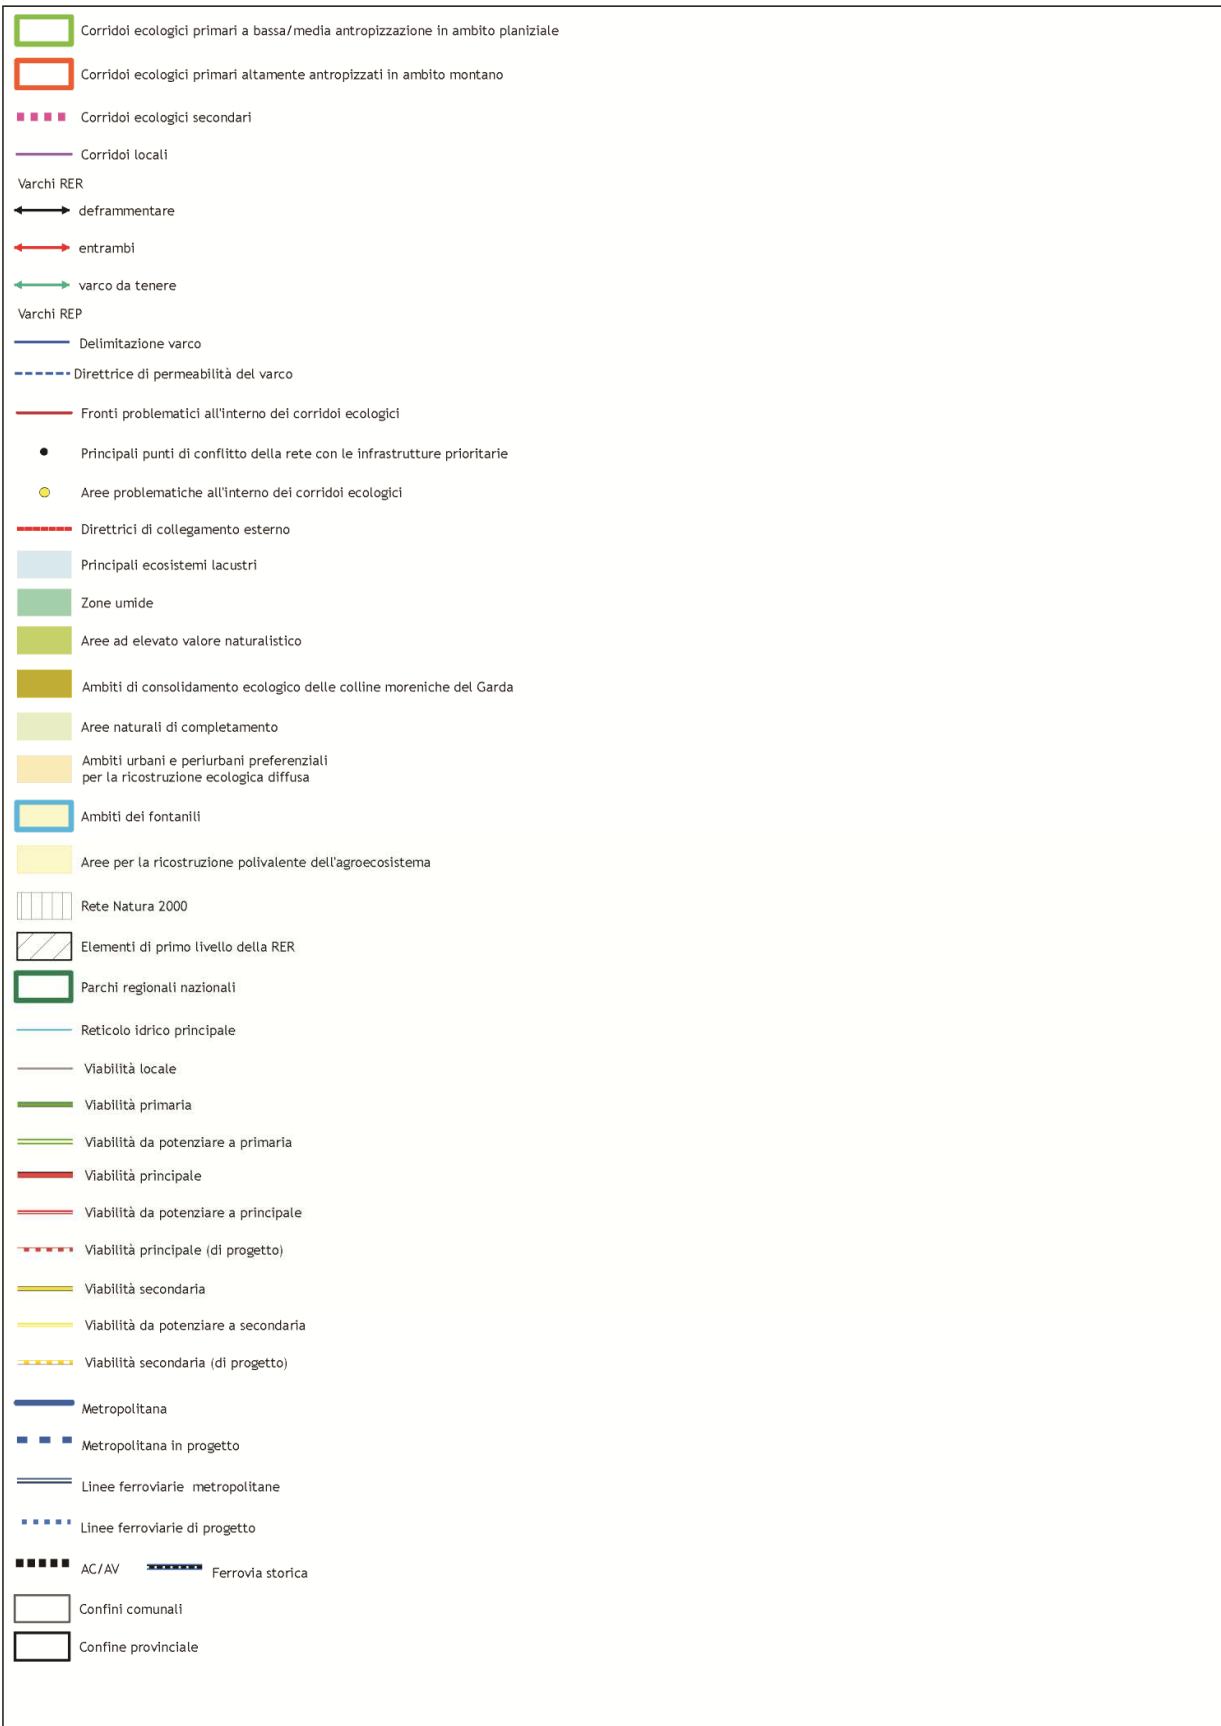 Corridoi ecologici primari a bassa/media antropizzazione in ambito planiziale
Corridoi ecologici primari altamente antropizzati in ambito montano
Corridoi ecologici secondari
Corridoi locali
Varchi RER
deframmentare
entrambi
varco da tenere
Varchi REP
Delimitazione varco
Direttrice di permeabilità del varco
Fronti problematici all'interno dei corridoi ecologici
Principali punti di conflitto della rete con le infrastrutture prioritarie
Aree problematiche all'interno dei corridoi ecologici
Direttrici di collegamento esterno
Principali ecosistemi lacustri
Zone umide
Aree ad elevato valore naturalistico
Ambiti di consolidamento ecologico delle colline moreniche del Garda
Aree naturali di completamento
Ambiti urbani e periurbani preferenziali
per la ricostruzione ecologica diffusa
Ambiti dei fontanili
Aree per la ricostruzione polivalente dell'agroecosistema
Rete Natura 2000
Elementi di primo livello della RER
Parchi regionali nazionali
Reticolo idrico principale
Viabilità locale
Viabilità primaria
Viabilità da potenziare a primaria
Viabilità principale
Viabilità da potenziare a principale
Viabilità principale (di progetto)
Viabilità secondaria
Viabilità da potenziare a secondaria
Viabilità secondaria (di progetto)
Metropolitana
Metropolitana in progetto
Linee ferroviarie metropolitane
Linee ferroviarie di progetto
AC/AV Ferrovia storica
Confini comunali
Confine provinciale